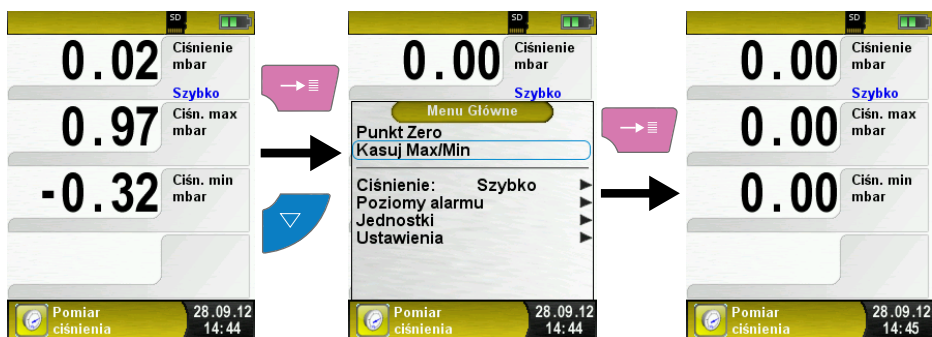 SD
0.02
Ciśnienie
mbar
Szybko
0.97
Ciśn. max
mbar
-0.32
Ciśn. min
mbar
Pomiar
ciśnienia
28.09.12
14:44
SD
0.00
Ciśnienie
mbar
Szybko
Menu Główne
Punkt Zero
Kasuj Max/Min
Ciśnienie: Szybko
Poziomy alarmu
Jednostki
Ustawienia
Pomiar
ciśnienia
28.09.12
14:44
SD
0.00
Ciśnienie
mbar
Szybko
0.00
Ciśn. max
mbar
0.00
Ciśn. min
mbar
Pomiar
ciśnienia
28.09.12
14:45